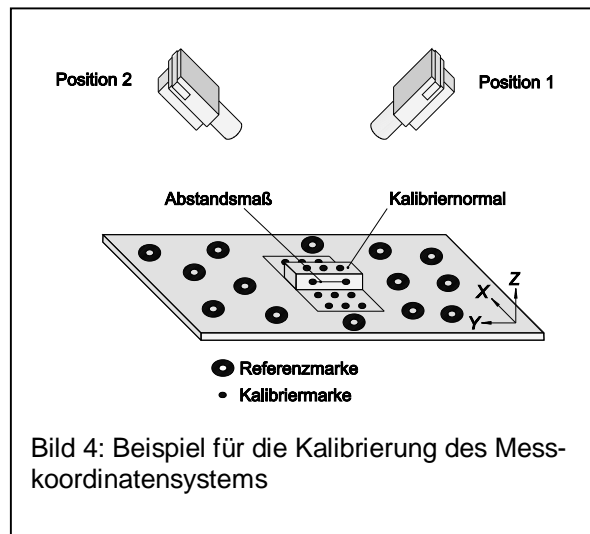 Position 2
Position 1
Abstandsmaß
Kalibriernormal
Z
X
Y
Referenzmarke
Kalibriermarke
Bild 4: Beispiel für die Kalibrierung des Mess-
koordinatensystems